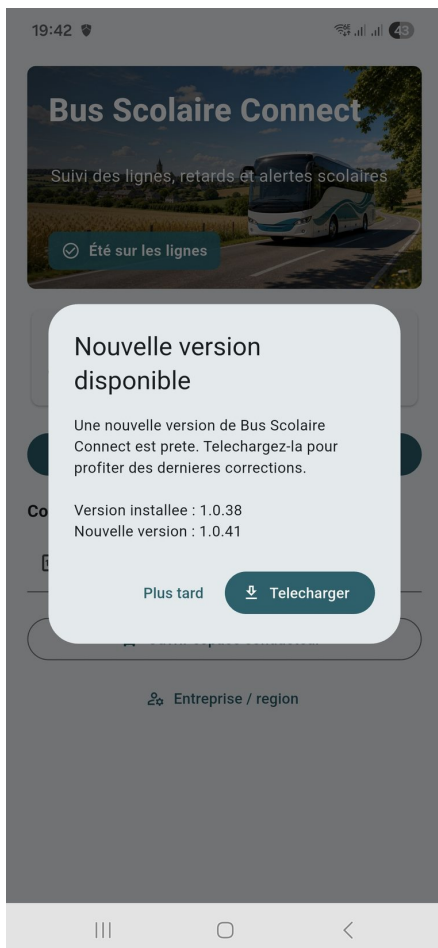 19:42
43
Bus Scolaire Connect
Suivi des lignes, retards et alertes scolaires
Été sur les lignes
Nouvelle version
disponible
Une nouvelle version de Bus Scolaire
Connect est prete. Telechargez-la pour
profiter des dernieres corrections.
Version installee : 1.0.38
Nouvelle version : 1.0.41
Co
Plus tard
Telecharger
Entreprise / region